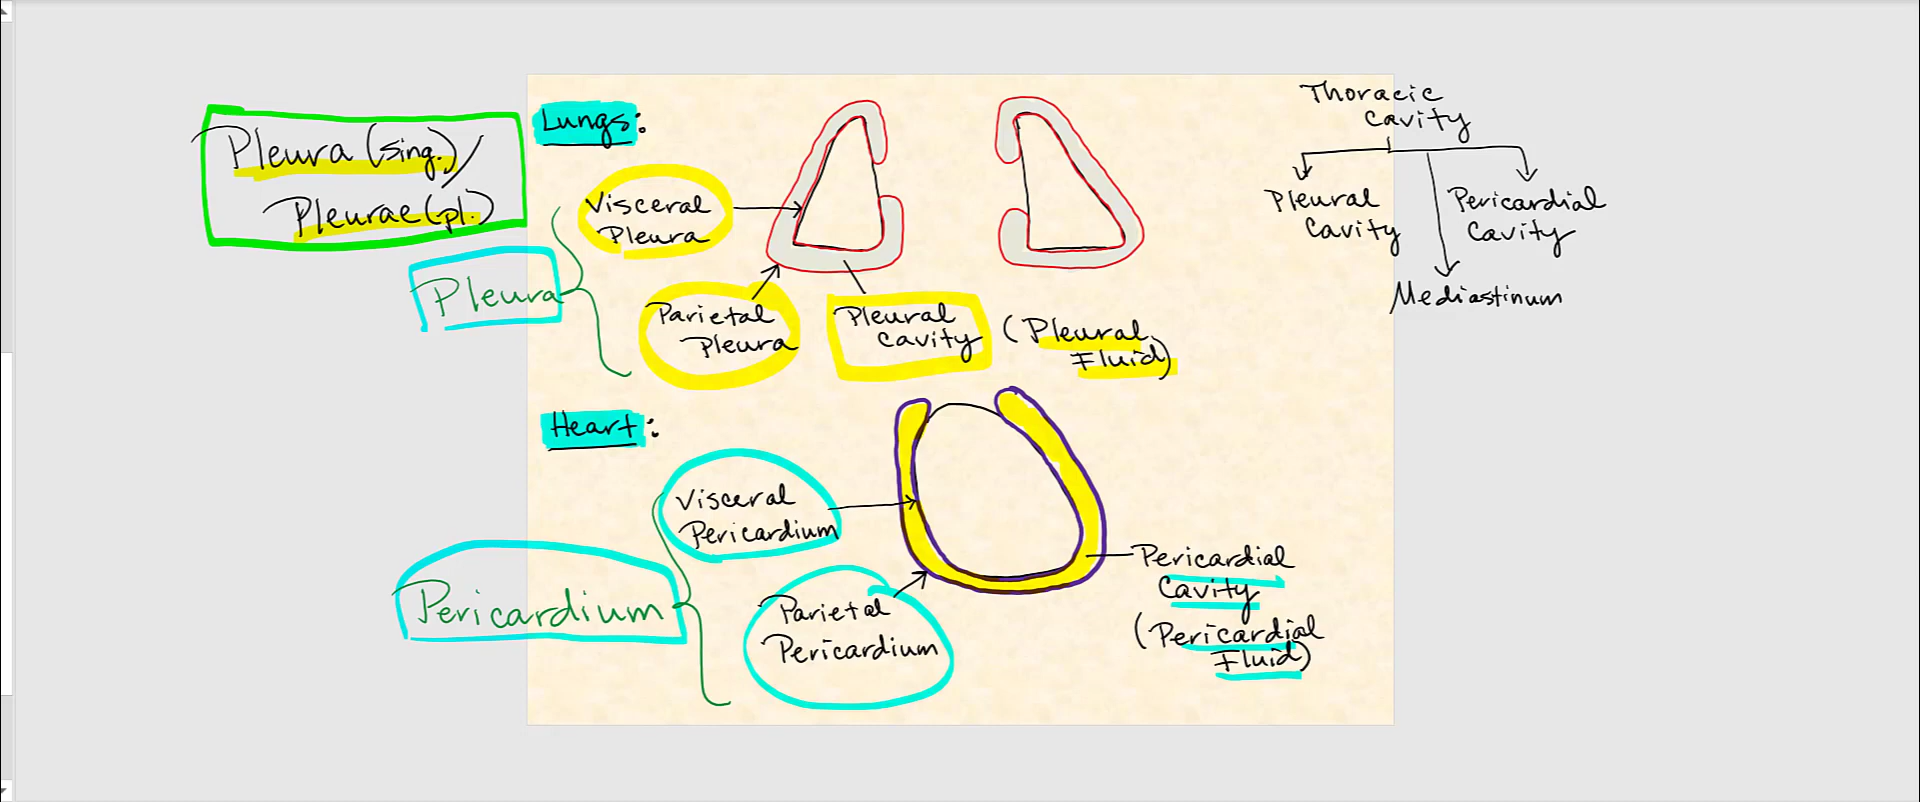 Pleura (sing.)/
Pleurae (pl.)
Pleura
Lungs:
Visceral
Pleura
Parietal
Pleura
Pleural
Cavity
(Pleural
Fluid)
Thoracic
Cavity
Pleural
Cavity
Pericardial
Cavity
Mediastinum
Heart:
Visceral
Pericardium
Pericardium
Parietal
Pericardium
Pericardial
Cavity
(Pericardial
Fluid)